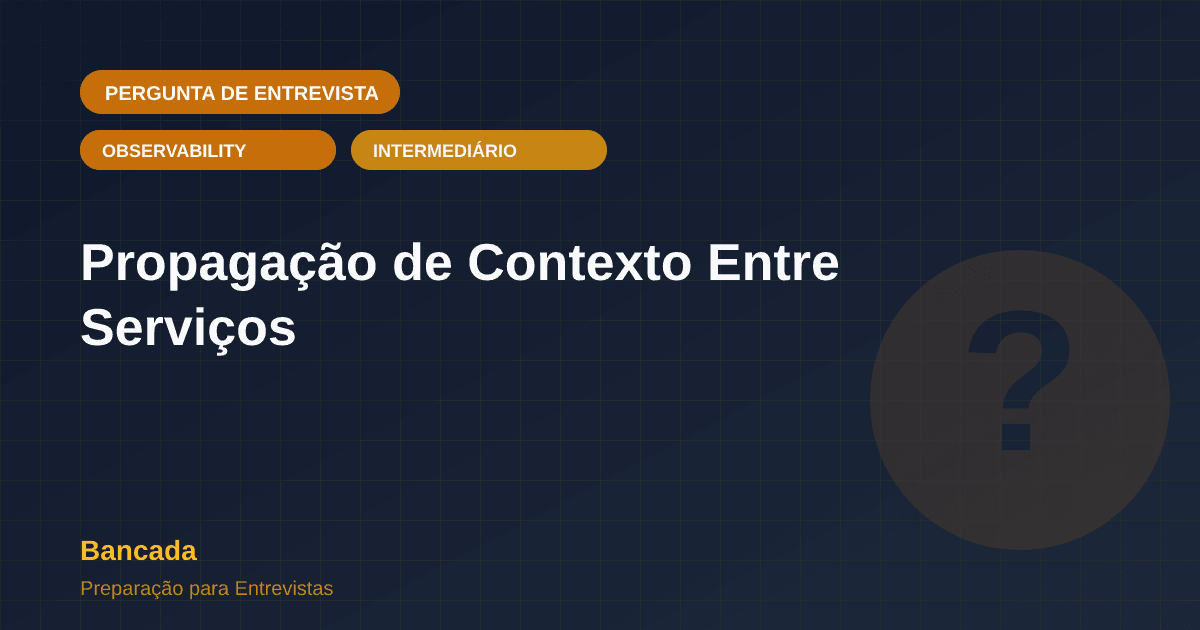 PERGUNTA DE ENTREVISTA
OBSERVABILITY
INTERMEDIÁRIO
Propagação de Contexto Entre
Serviços
?
Bancada
Preparação para Entrevistas